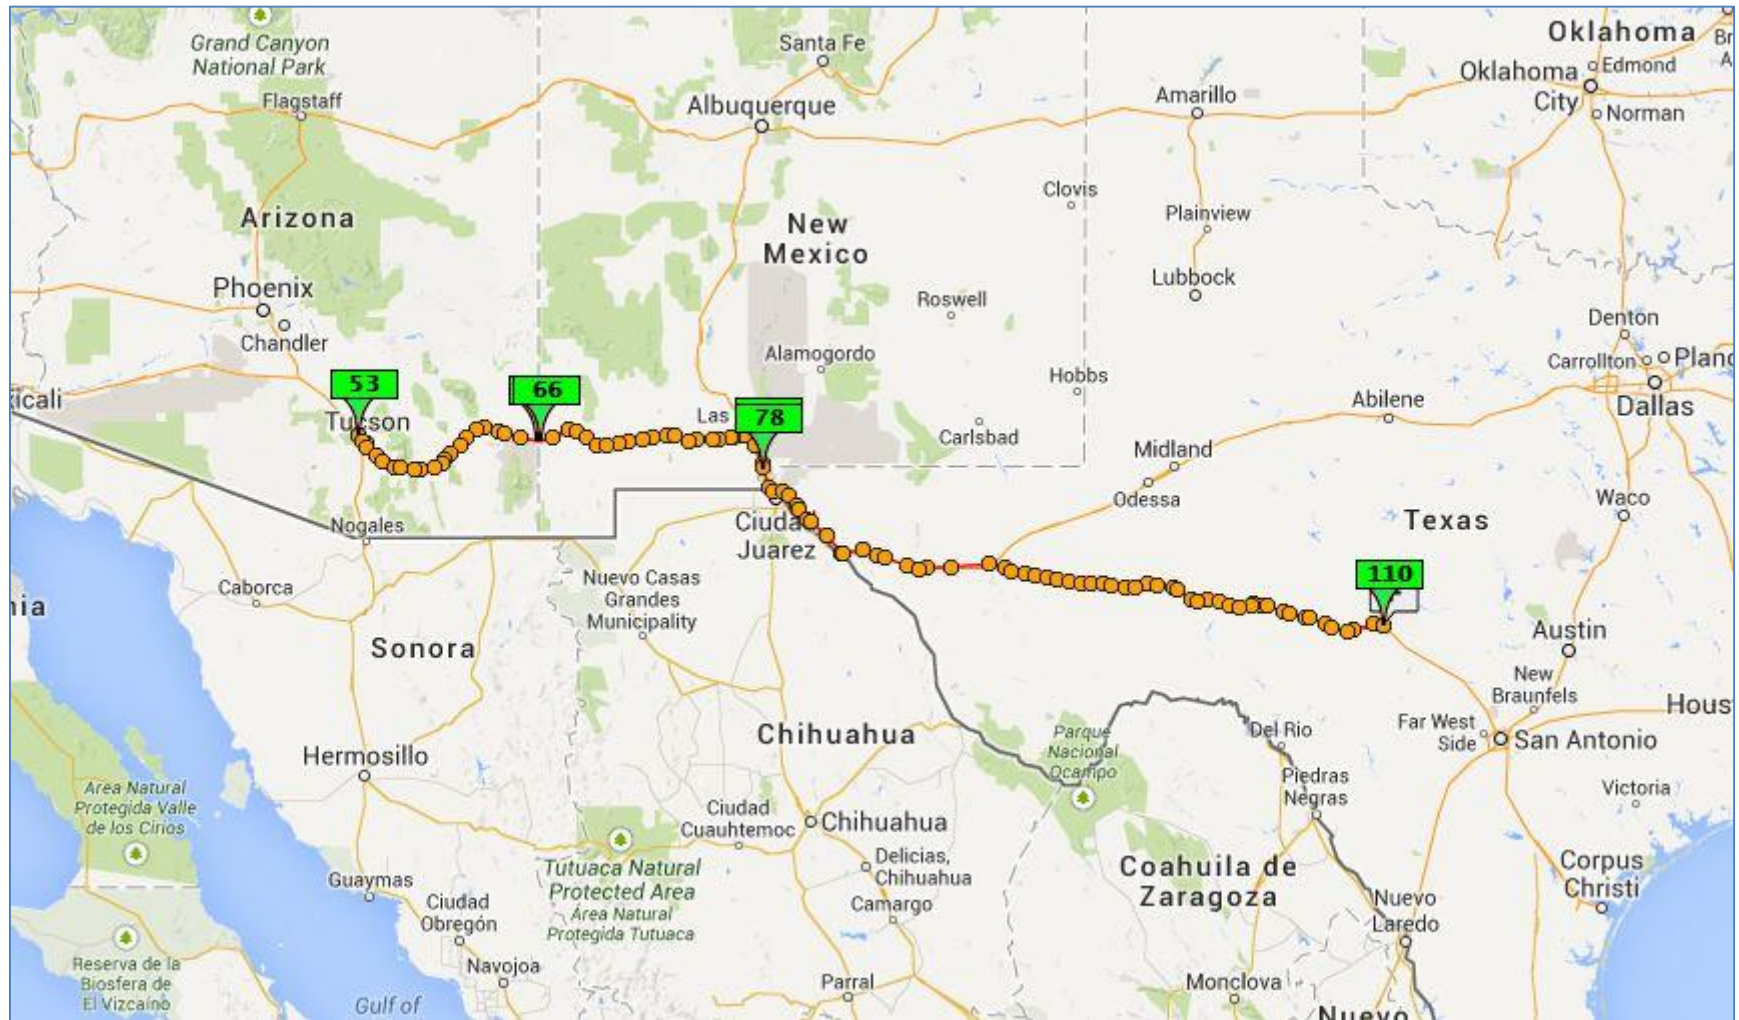 Grand Canyon
National Park
Santa Fe
Oklahoma
Br
A
Oklahoma
City
Edmond
Norman
Flagstaff
Albuquerque
Amarillo
Arizona
New
Mexico
Clovis
Plainview
Phoenix
Lubbock
Roswell
Chandler
Denton
Alamogordo
Carrollton
Plano
Hobbs
Dallas
xicali
53
66
78
Tucson
Las
Abilene
Carlsbad
Midland
Odessa
Waco
Nogales
Ciudad
Juarez
Texas
110
Caborca
Nuevo Casas
Grandes
Municipality
nia
Sonora
Austin
New
Braunfels
Hous
Far West
Side
San Antonio
Chihuahua
Parque
Nacional
Ocampo
Del Rio
Hermosillo
Piedras
Negras
Victoria
Area Natural
Protegida Valle
de los Cirios
Ciudad
Cuauhtemoc
Chihuahua
Delicias,
Chihuahua
Camargo
Tutuaca Natural
Protected Area
Área Natural
Protegida Tutuaca
Coahuila de
Zaragoza
Corpus
Christi
Guaymas
Ciudad
Obregón
Nuevo
Laredo
Reserva de la
Biosfera de
El Vizcaíno
Navojoa
Parral
Monclova
Gulf of
Nuevo